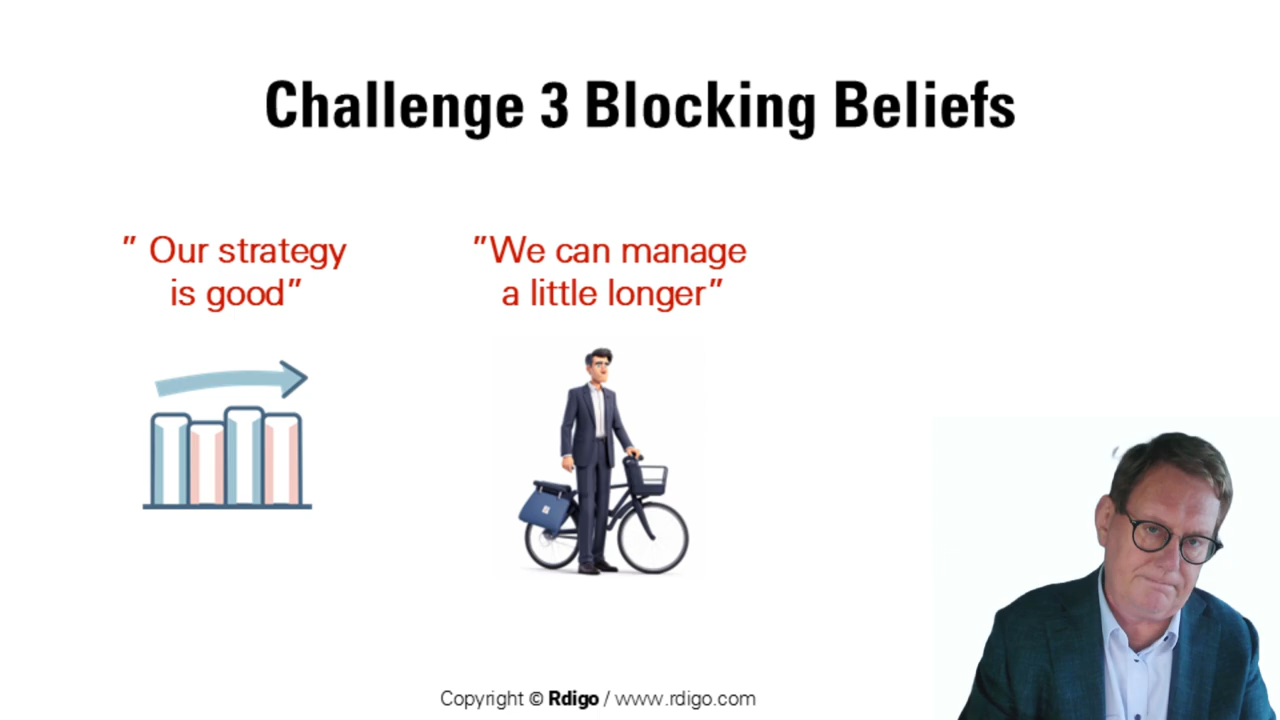 Challenge 3 Blocking Beliefs
” Our strategy
is good”
”We can manage
a little longer”
Copyright © Rdigo / www.rdigo.com